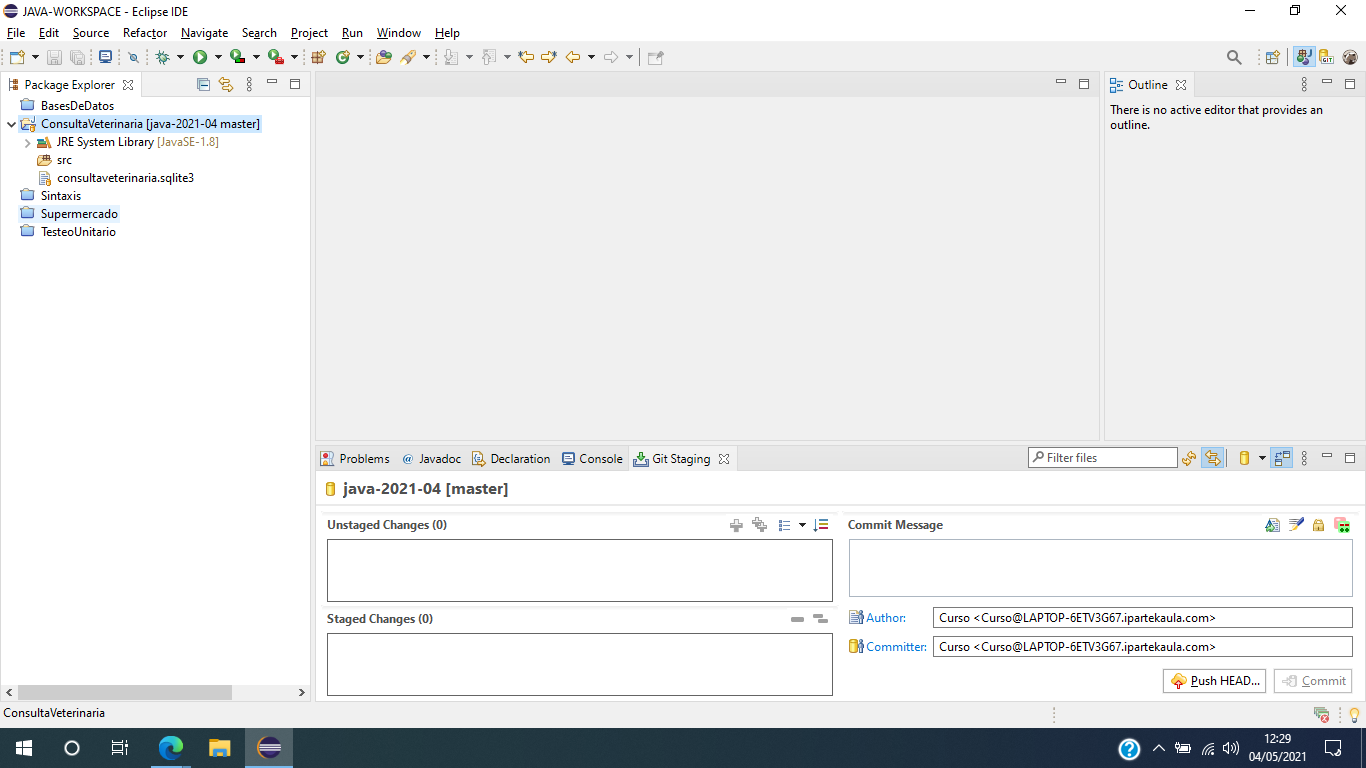 JAVA-WORKSPACE - Eclipse IDE
File Edit Source Refactor Navigate Search Project Run Window Help
Package Explorer
BasesDeDatos
ConsultaVeterinaria [java-2021-04 master]
JRE System Library [JavaSE-1.8]
src
consultaveterinaria.sqlite3
Sintaxis
Supermercado
TesteoUnitario
Outline
There is no active editor that provides an
outline.
Problems @ Javadoc Declaration Console Git Staging
Filter files
java-2021-04 [master]
Unstaged Changes (0)
Staged Changes (0)
Commit Message
Author: Curso <Curso@LAPTOP-6ETV3G67.ipartekaula.com>
Committer: Curso <Curso@LAPTOP-6ETV3G67.ipartekaula.com>
Push HEAD... Commit
ConsultaVeterinaria
12:29
04/05/2021